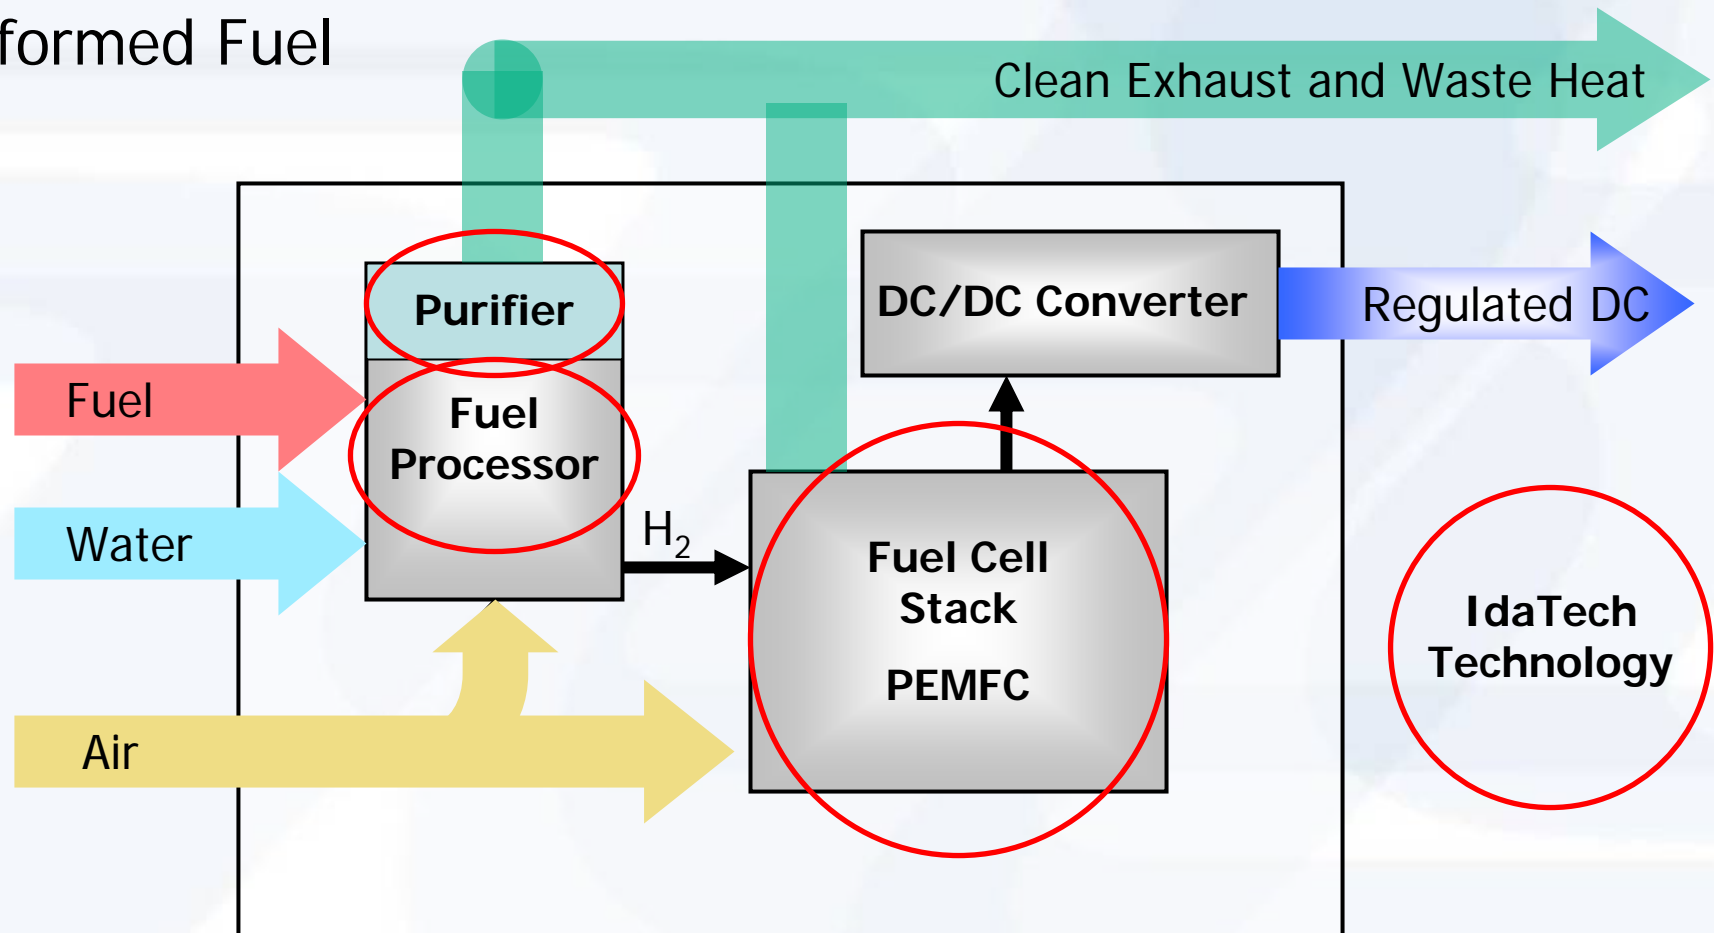 formed Fuel
Clean Exhaust and Waste Heat
Purifier
DC/DC Converter
Regulated DC
Fuel
Fuel
Processor
Water
H₂
Fuel Cell
Stack
PEMFC
IdaTech
Technology
Air